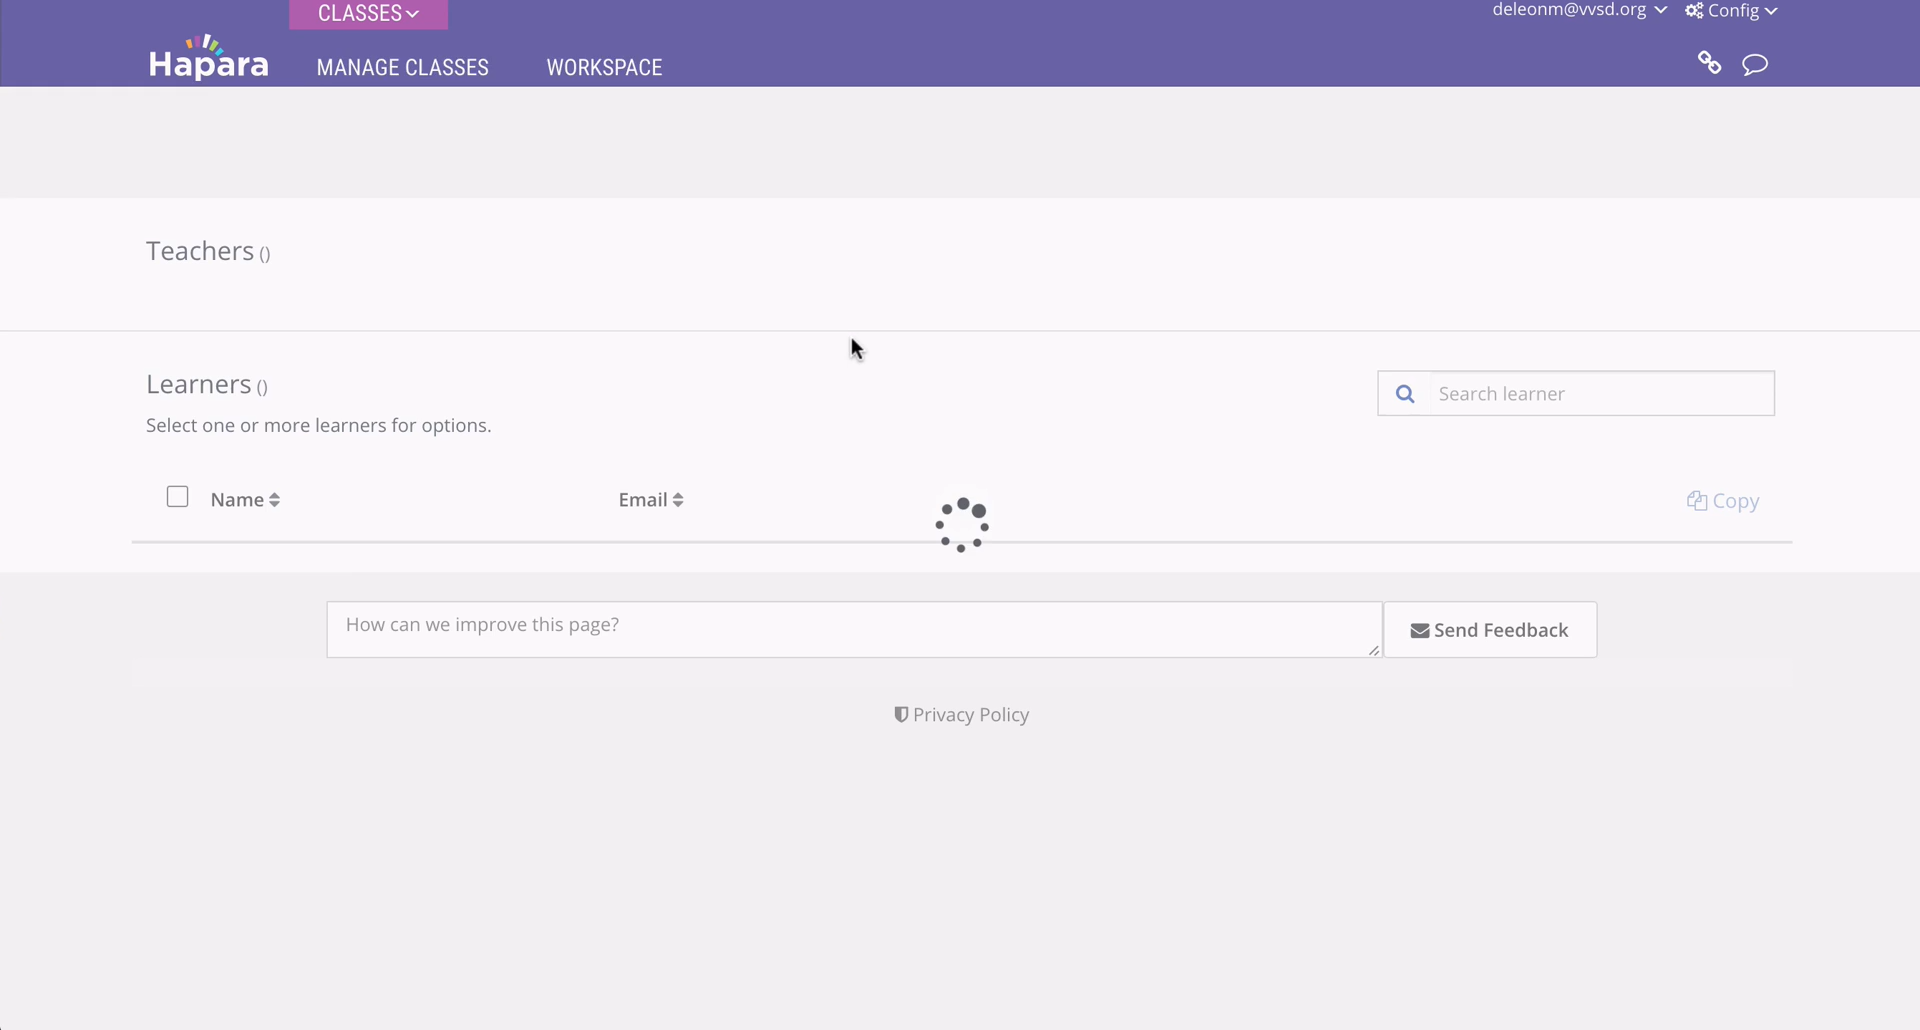 CLASSES
deleonm@vvsd.org
Config
Hapara
MANAGE CLASSES
WORKSPACE
Teachers ()
Learners ()
Search learner
Select one or more learners for options.
Name
Email
Copy
How can we improve this page?
Send Feedback
Privacy Policy